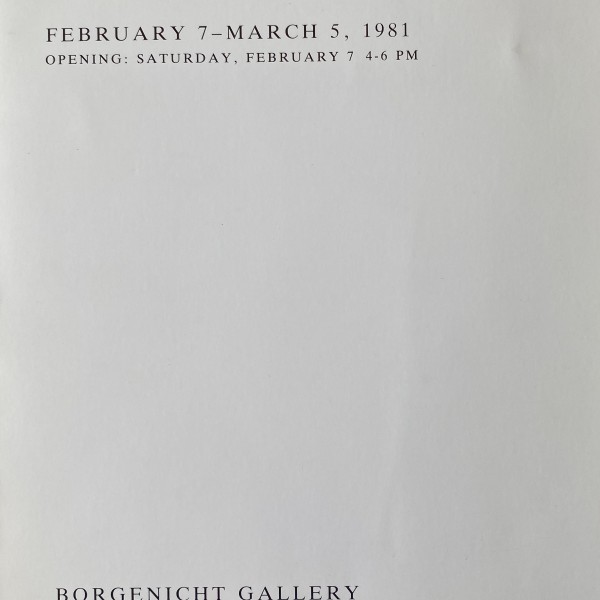 FEBRUARY 7–MARCH 5, 1981
OPENING: SATURDAY, FEBRUARY 7 4-6 PM
BORGENICHT GALLERY